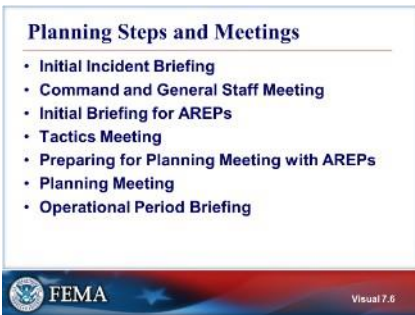 Planning Steps and Meetings
• Initial Incident Briefing
• Command and General Staff Meeting
• Initial Briefing for AREPs
• Tactics Meeting
• Preparing for Planning Meeting with AREPs
• Planning Meeting
• Operational Period Briefing
FEMA
Visual 7.6